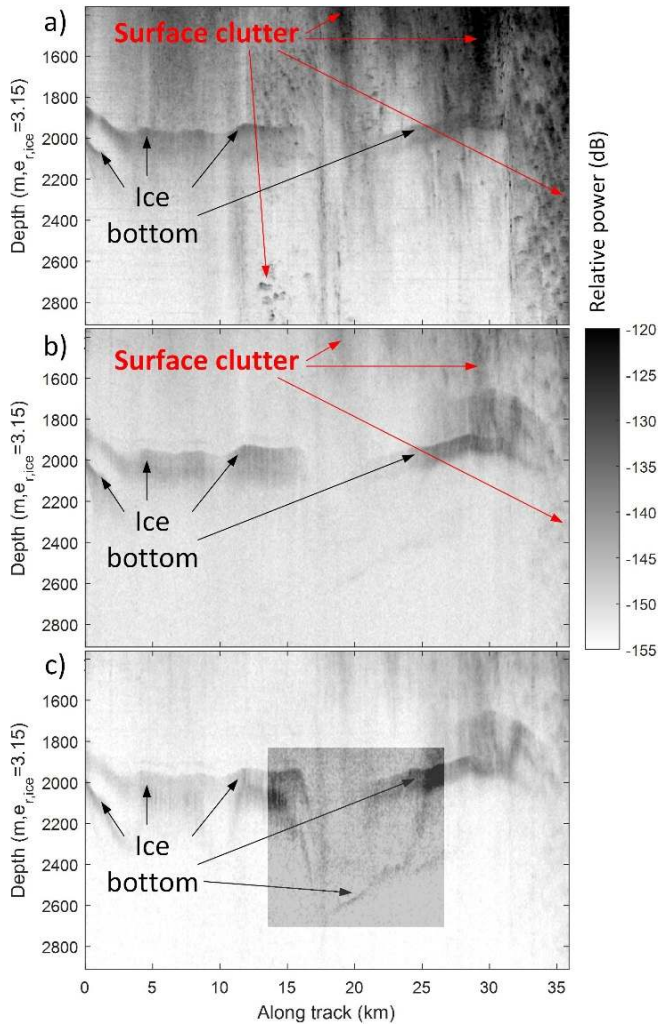 a)
Surface clutter
Ice
bottom
Depth (m,e_r,ice =3.15)
1600
1800
2000
2200
2400
2600
2800
b)
Surface clutter
Ice
bottom
Depth (m,e_r,ice =3.15)
1600
1800
2000
2200
2400
2600
2800
c)
Ice
bottom
Depth (m,e_r,ice =3.15)
1600
1800
2000
2200
2400
2600
2800
0 5 10 15 20 25 30 35
Along track (km)
Relative power (dB)
-120
-125
-130
-135
-140
-145
-150
-155